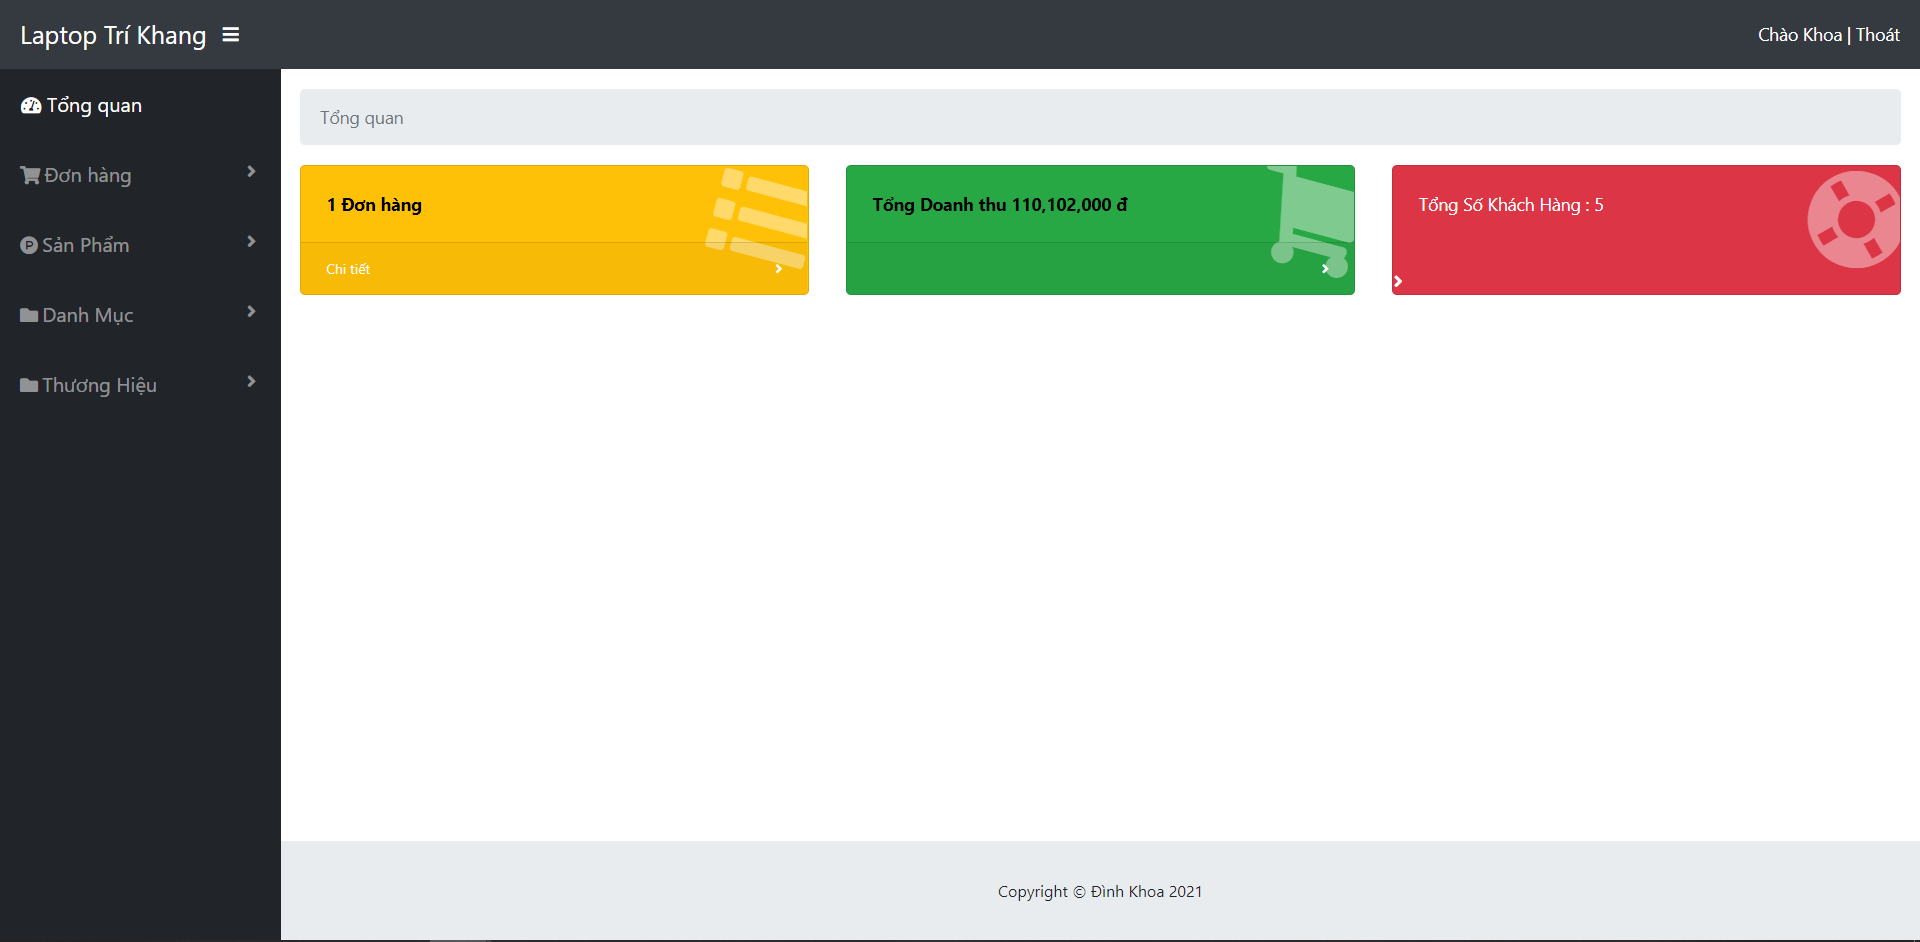 Laptop Trí Khang
Chào Khoa | Thoát
Tổng quan
Đơn hàng
Sản Phẩm
Danh Mục
Thương Hiệu
Tổng quan
1 Đơn hàng
Chi tiết
Tổng Doanh thu 110,102,000 đ
Tổng Số Khách Hàng : 5
Copyright © Đình Khoa 2021